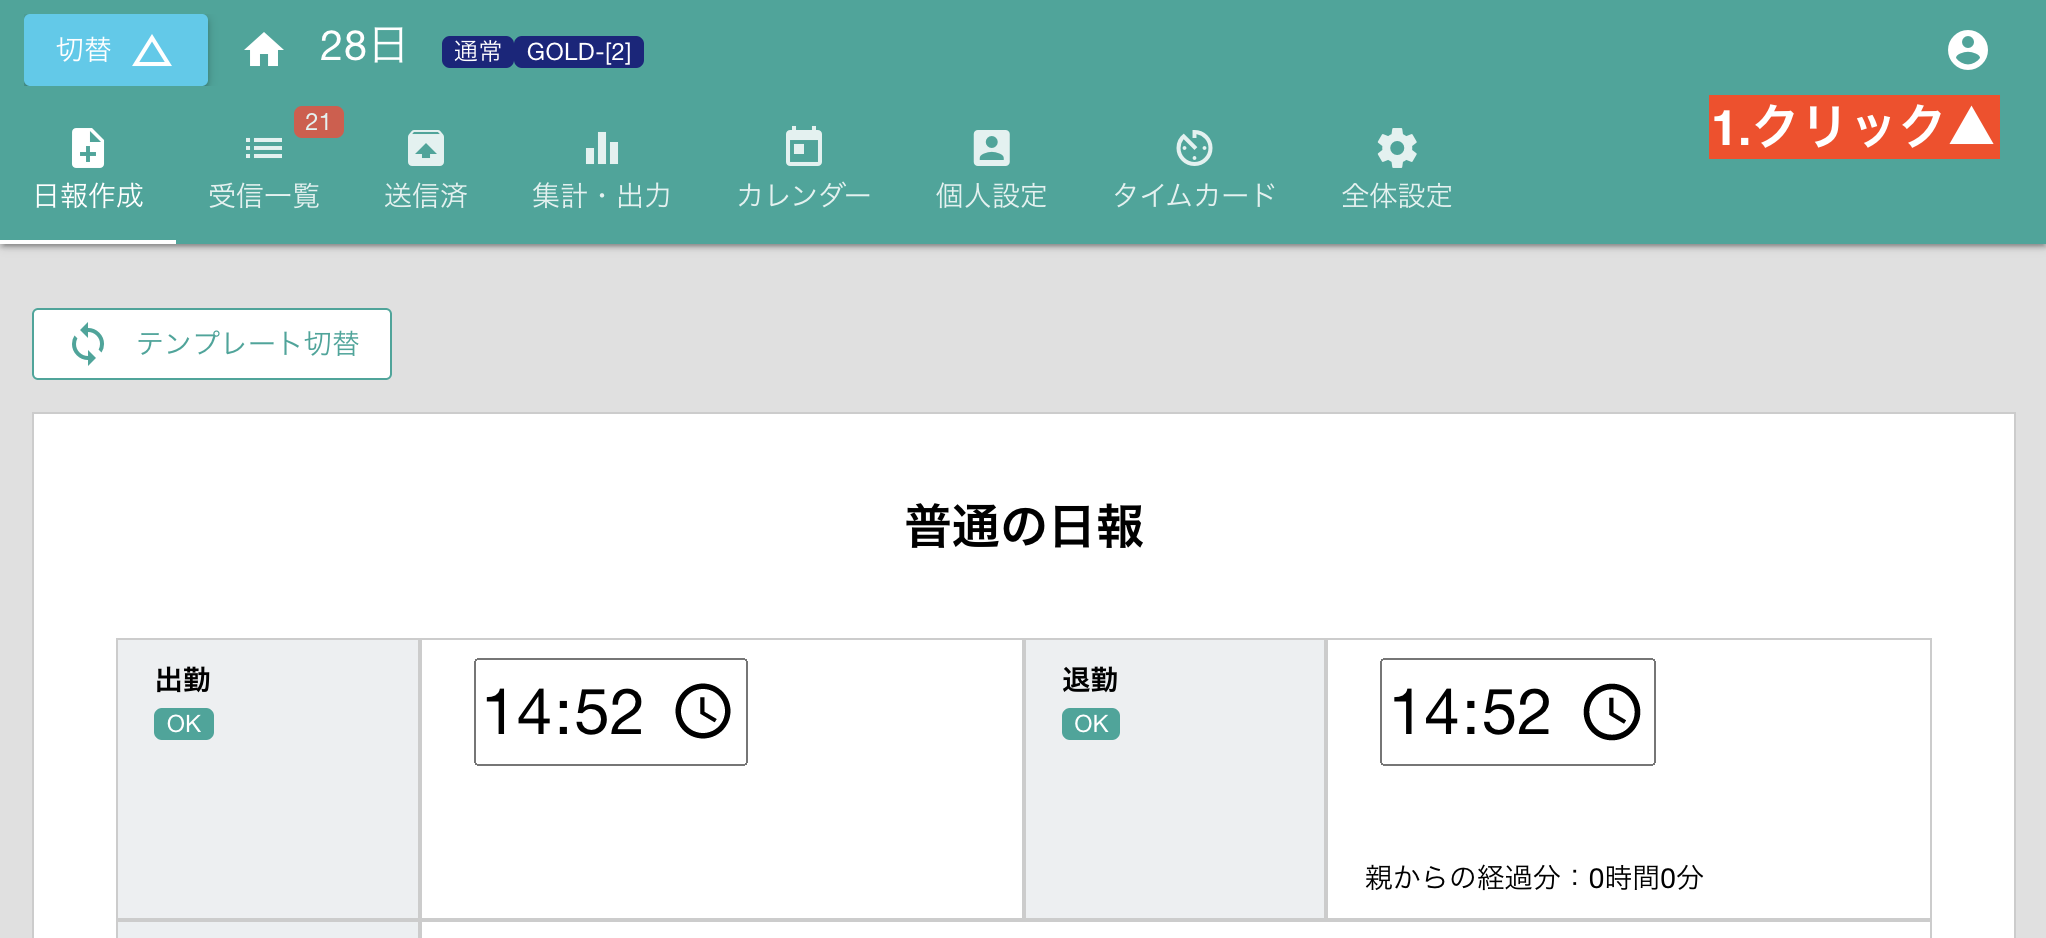 切替 △ 28日 通常 GOLD-[2]
1.クリック▲
21
日報作成 受信一覧 送信済 集計・出力 カレンダー 個人設定 タイムカード 全体設定
テンプレート切替
普通の日報
出勤 14:52 退勤 14:52
OK OK
親からの経過分：0時間0分